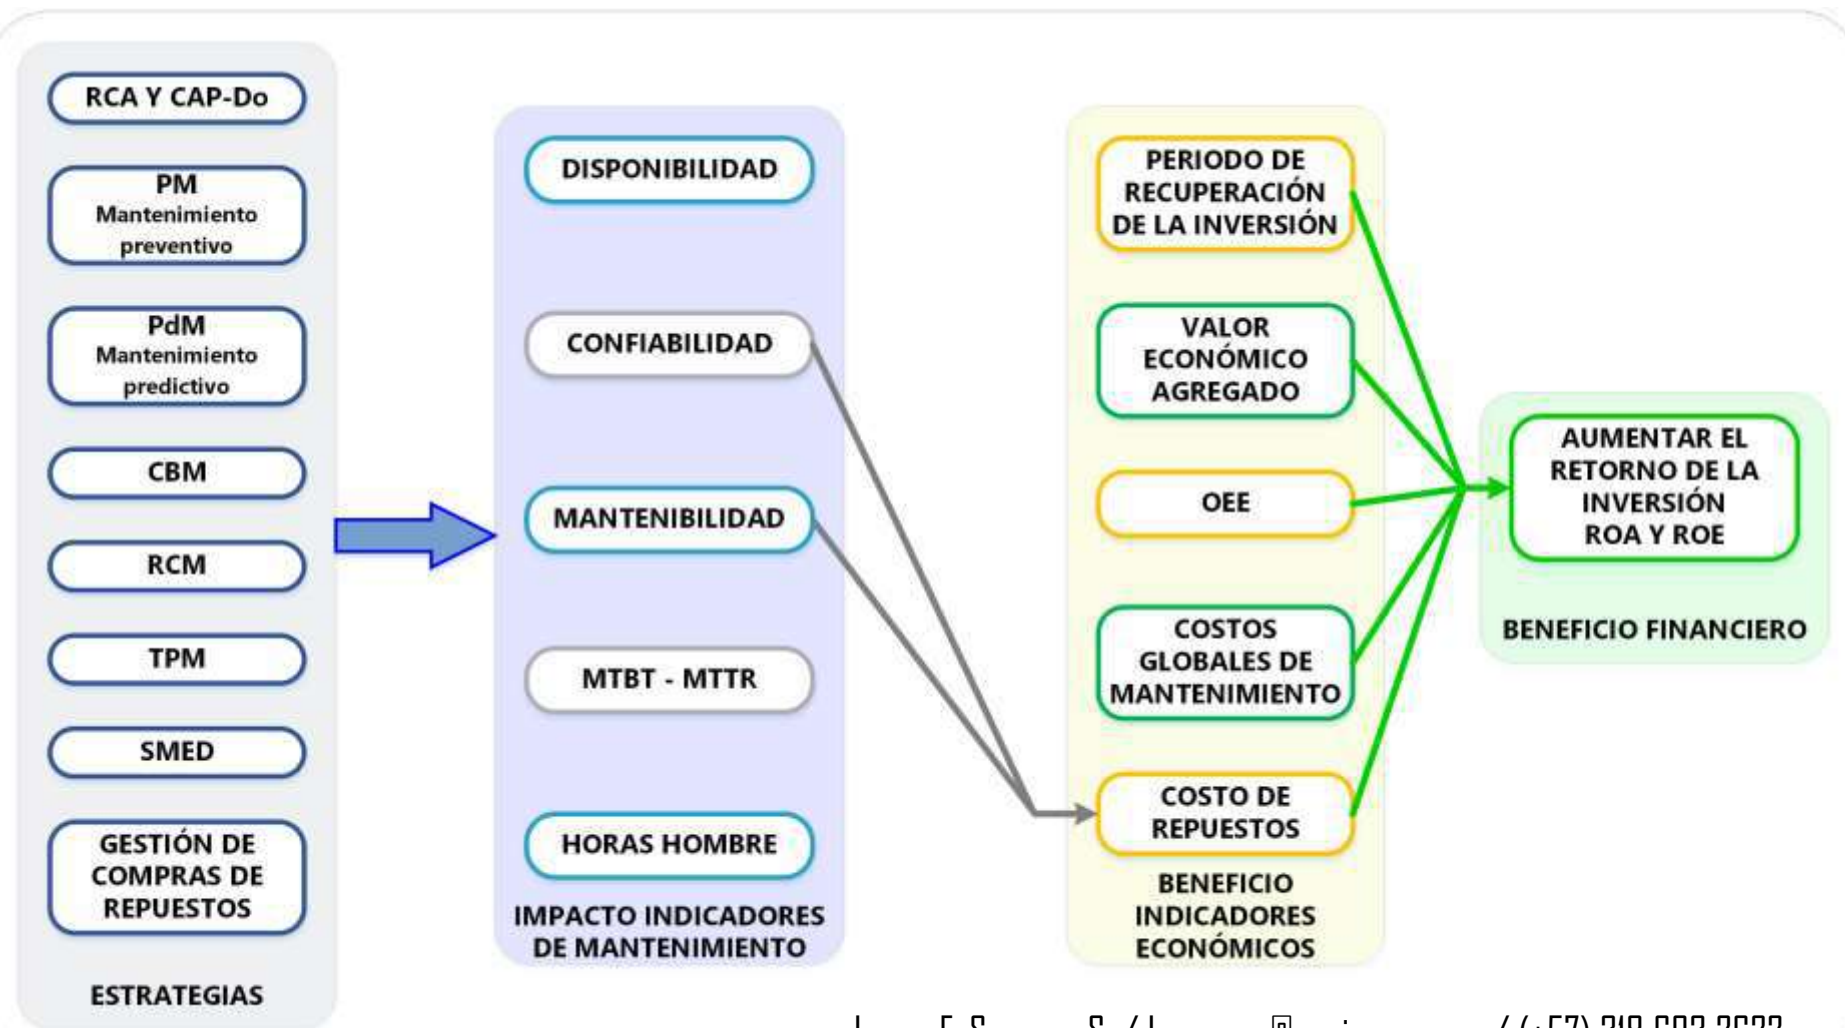 RCA Y CAP-Do
PM
Mantenimiento
preventivo
PdM
Mantenimiento
predictivo
CBM
RCM
TPM
SMED
GESTIÓN DE
COMPRAS DE
REPUESTOS
ESTRATEGIAS
DISPONIBILIDAD
CONFIABILIDAD
MANTENIBILIDAD
MTBT - MTTR
HORAS HOMBRE
IMPACTO INDICADORES
DE MANTENIMIENTO
PERIODO DE
RECUPERACIÓN
DE LA INVERSIÓN
VALOR
ECONÓMICO
AGREGADO
OEE
COSTOS
GLOBALES DE
MANTENIMIENTO
COSTO DE
REPUESTOS
BENEFICIO
INDICADORES
ECONÓMICOS
AUMENTAR EL
RETORNO DE LA
INVERSIÓN
ROA Y ROE
BENEFICIO FINANCIERO